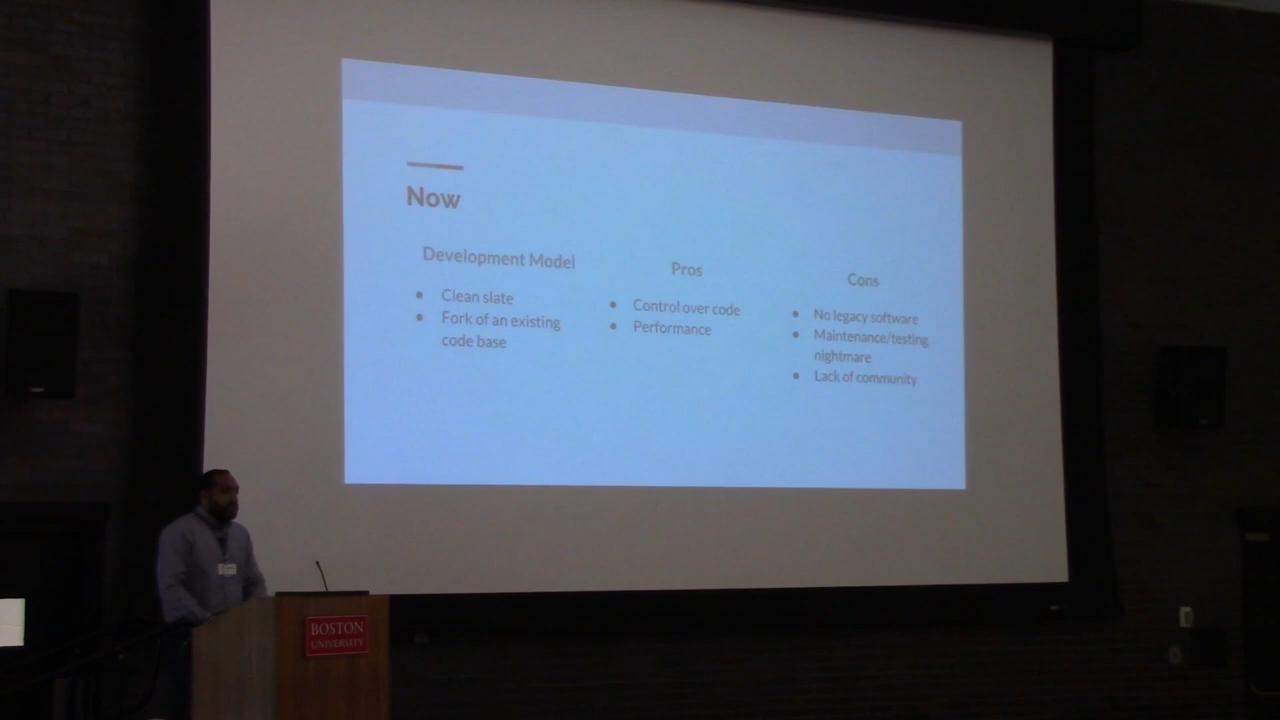 Now
Development Model
• Clean slate
• Fork of an existing
code base
Pros
• Control over code
• Performance
Cons
• No legacy software
• Maintenance/testing
nightmare
• Lack of community
BOSTON
UNIVERSITY